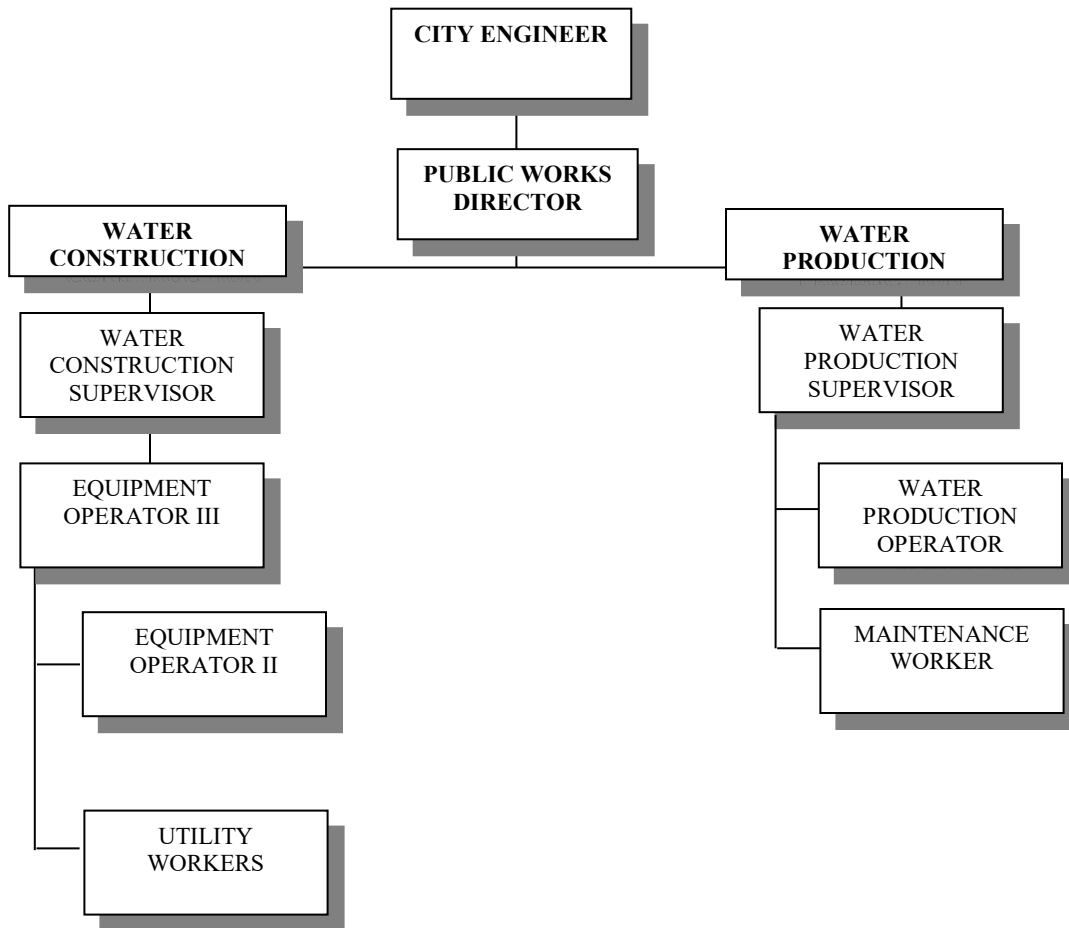 CITY ENGINEER
PUBLIC WORKS
DIRECTOR
WATER
CONSTRUCTION
WATER
PRODUCTION
WATER
CONSTRUCTION
SUPERVISOR
WATER
PRODUCTION
SUPERVISOR
EQUIPMENT
OPERATOR III
WATER
PRODUCTION
OPERATOR
EQUIPMENT
OPERATOR II
MAINTENANCE
WORKER
UTILITY
WORKERS